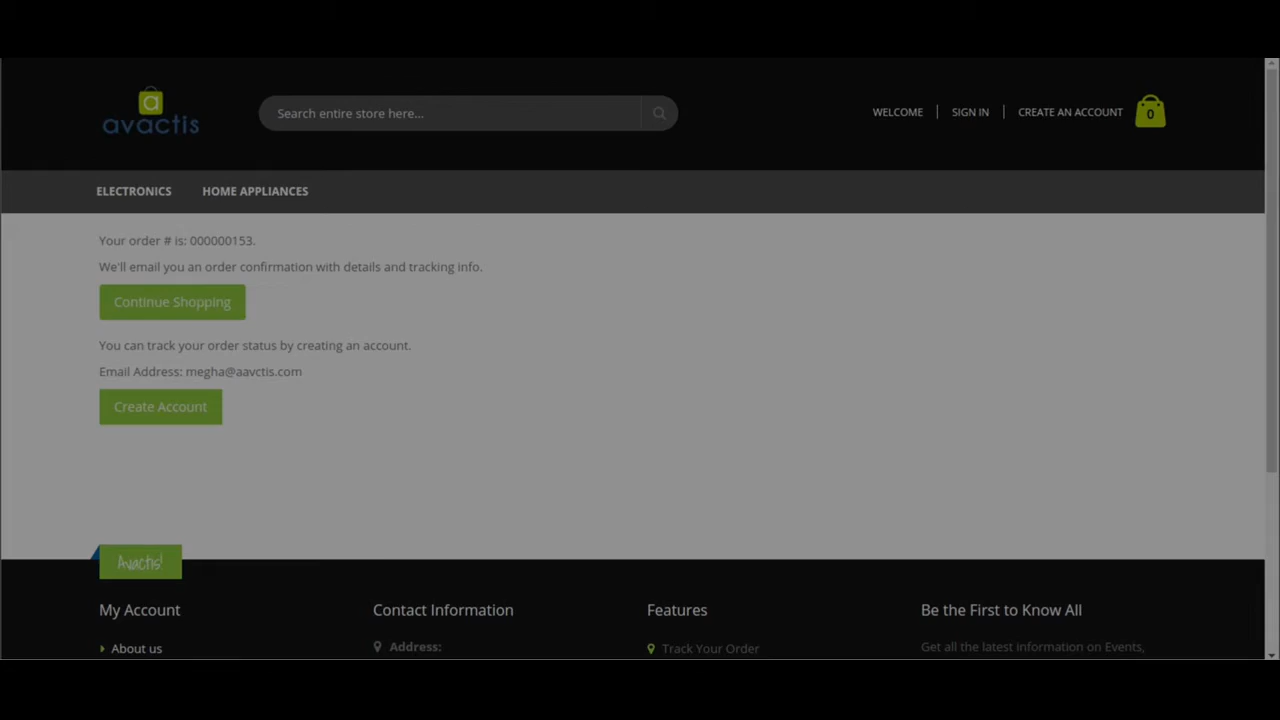 a
avactis
Search entire store here...
WELCOME
SIGN IN
CREATE AN ACCOUNT
0
ELECTRONICS
HOME APPLIANCES
Your order # is: 000000153.
We'll email you an order confirmation with details and tracking info.
Continue Shopping
You can track your order status by creating an account.
Email Address: megha@aavctis.com
Create Account
Avactis!
My Account
Contact Information
Features
Be the First to Know All
About us
Address:
Track Your Order
Get all the latest information on Events,